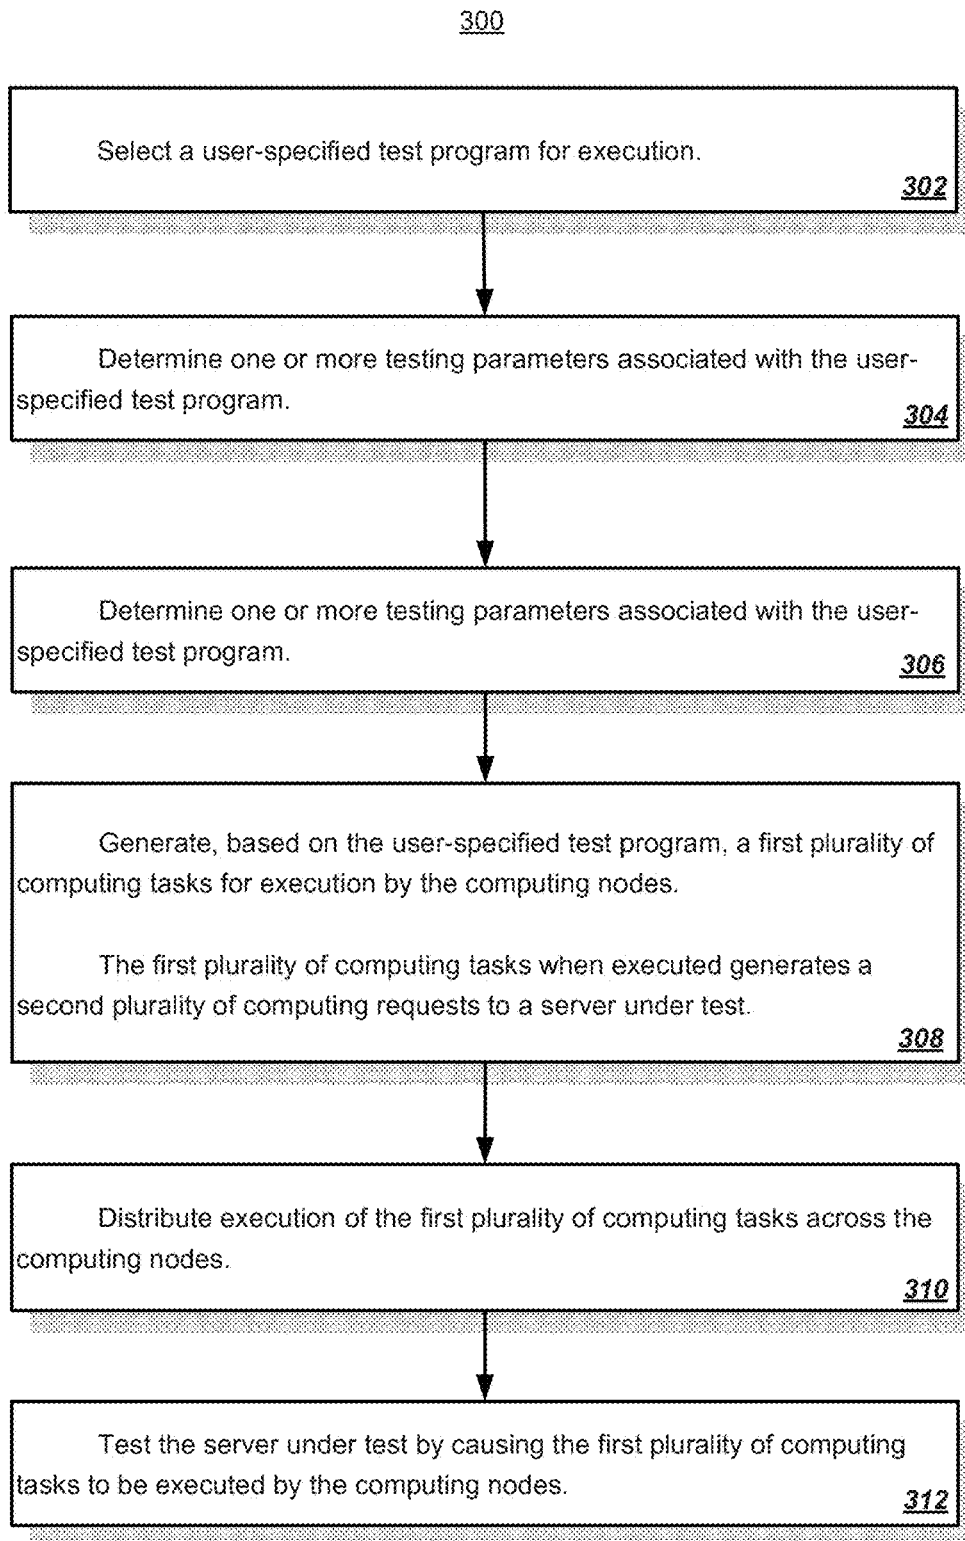 300
Select a user-specified test program for execution.
302
Determine one or more testing parameters associated with the user-
specified test program.
304
Determine one or more testing parameters associated with the user-
specified test program.
306
Generate, based on the user-specified test program, a first plurality of
computing tasks for execution by the computing nodes.
The first plurality of computing tasks when executed generates a
second plurality of computing requests to a server under test.
308
Distribute execution of the first plurality of computing tasks across the
computing nodes.
310
Test the server under test by causing the first plurality of computing
tasks to be executed by the computing nodes.
312